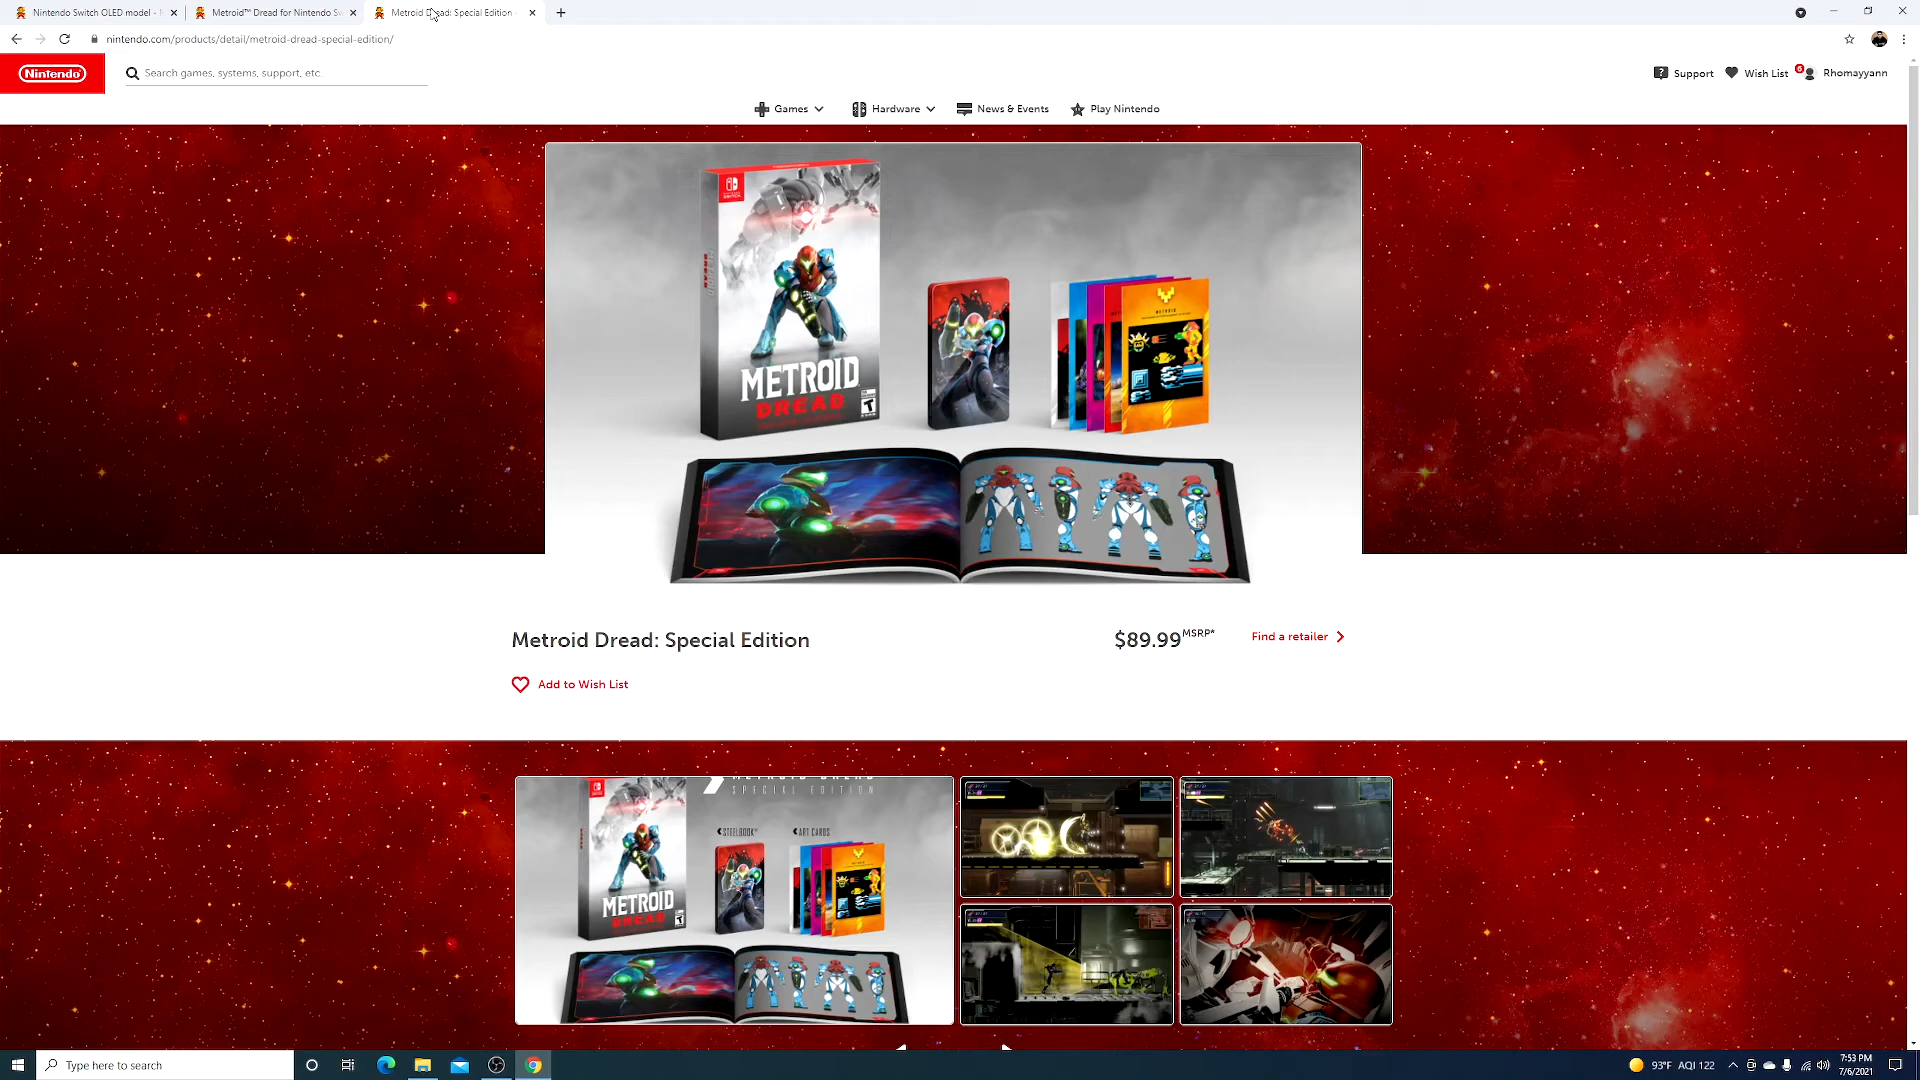 Nintendo Switch OLED model -
Metroid™ Dread for Nintendo Sw
Metroid Dread: Special Edition
nintendo.com/products/detail/metroid-dread-special-edition/
Nintendo
Search games, systems, support, etc.
Support
Wish List
6
Rhomayyann
Games
Hardware
News & Events
Play Nintendo
METROID
DREAD
T
METROID
Metroid Dread: Special Edition
$89.99 MSRP*
Find a retailer
Add to Wish List
SPECIAL EDITION
STEELBOOK®
ART CARDS
METROID
DREAD
T
Type here to search
93°F AQI 122
7:53 PM
7/6/2021